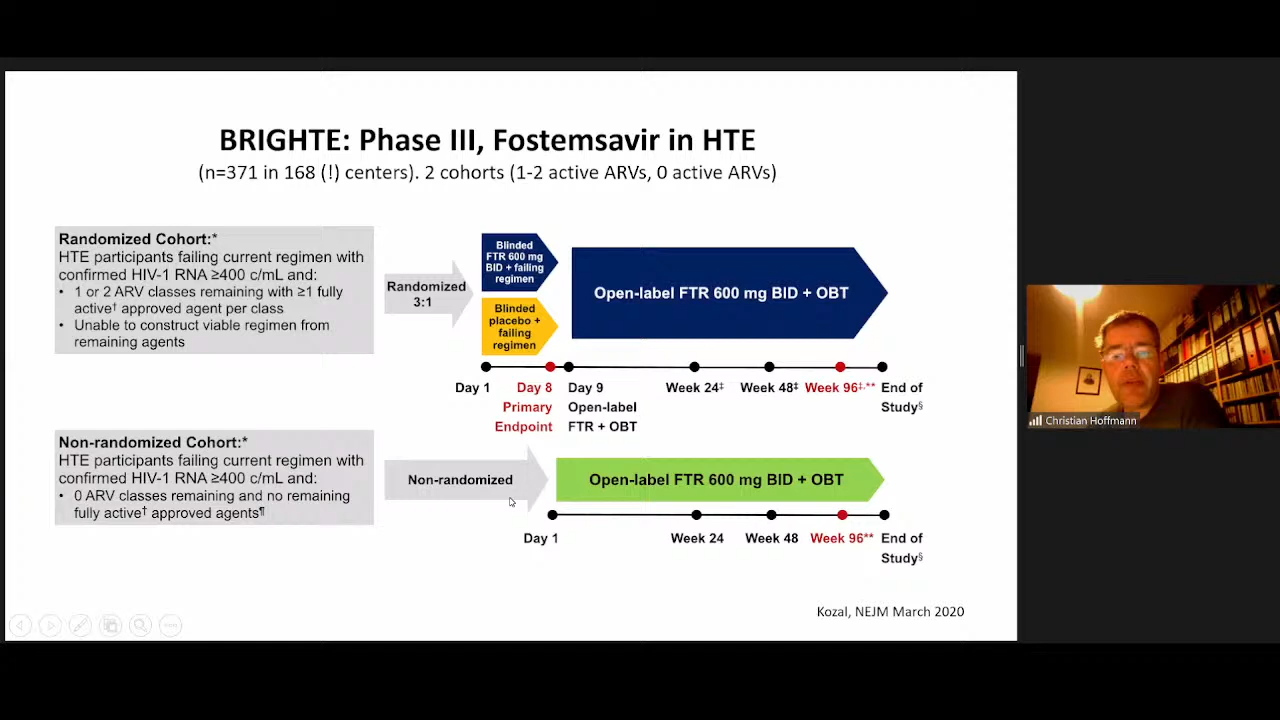 BRIGHTE: Phase III, Fostemsavir in HTE
(n=371 in 168 (!) centers). 2 cohorts (1-2 active ARVs, 0 active ARVs)
Randomized Cohort:*
HTE participants failing current regimen with
confirmed HIV-1 RNA ≥400 c/mL and:
• 1 or 2 ARV classes remaining with ≥1 fully
active† approved agent per class
• Unable to construct viable regimen from
remaining agents
Randomized
3:1
Blinded
FTR 600 mg
BID + failing
regimen
Blinded
placebo +
failing
regimen
Open-label FTR 600 mg BID + OBT
Day 1
Day 8
Primary
Endpoint
Day 9
Open-label
FTR + OBT
Week 24‡
Week 48‡
Week 96‡,**
End of
Study§
Non-randomized Cohort:*
HTE participants failing current regimen with
confirmed HIV-1 RNA ≥400 c/mL and:
• 0 ARV classes remaining and no remaining
fully active† approved agents¶
Non-randomized
Open-label FTR 600 mg BID + OBT
Day 1
Week 24
Week 48
Week 96**
End of
Study§
Kozal, NEJM March 2020
Christian Hoffmann